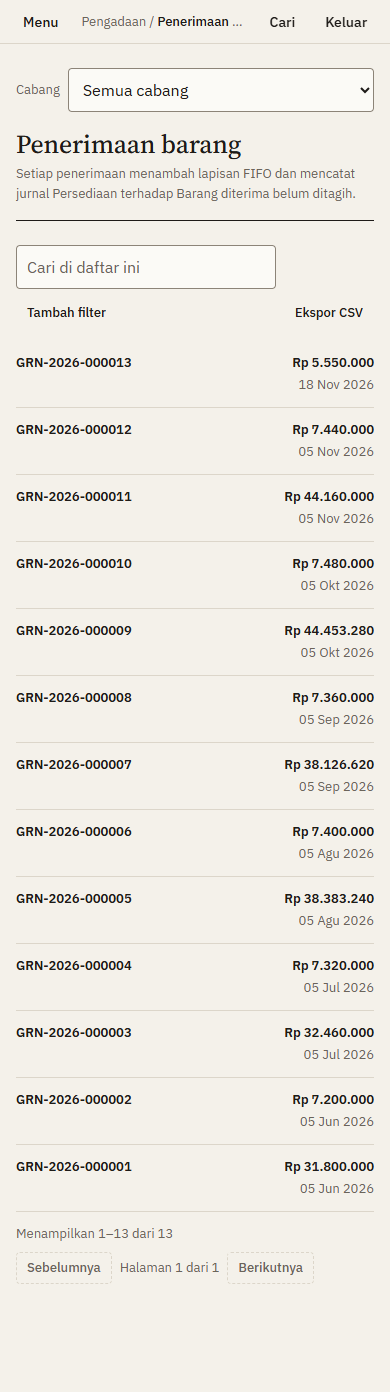 Menu Pengadaan / Penerimaan ... Cari Keluar
Cabang Semua cabang
Penerimaan barang
Setiap penerimaan menambah lapisan FIFO dan mencatat
jurnal Persediaan terhadap Barang diterima belum ditagih.
Cari di daftar ini
Tambah filter Ekspor CSV
GRN-2026-000013 Rp 5.550.000
18 Nov 2026
GRN-2026-000012 Rp 7.440.000
05 Nov 2026
GRN-2026-000011 Rp 44.160.000
05 Nov 2026
GRN-2026-000010 Rp 7.480.000
05 Okt 2026
GRN-2026-000009 Rp 44.453.280
05 Okt 2026
GRN-2026-000008 Rp 7.360.000
05 Sep 2026
GRN-2026-000007 Rp 38.126.620
05 Sep 2026
GRN-2026-000006 Rp 7.400.000
05 Agu 2026
GRN-2026-000005 Rp 38.383.240
05 Agu 2026
GRN-2026-000004 Rp 7.320.000
05 Jul 2026
GRN-2026-000003 Rp 32.460.000
05 Jul 2026
GRN-2026-000002 Rp 7.200.000
05 Jun 2026
GRN-2026-000001 Rp 31.800.000
05 Jun 2026
Menampilkan 1–13 dari 13
Sebelumnya Halaman 1 dari 1 Berikutnya